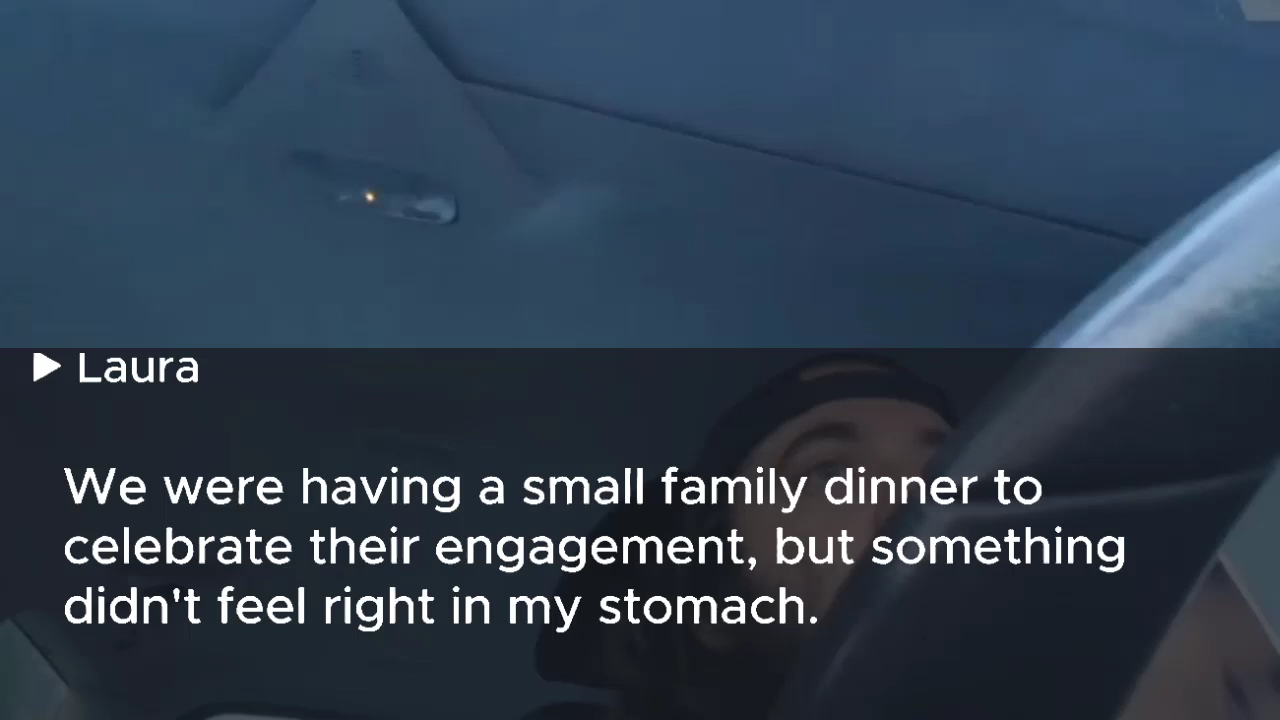 Laura
We were having a small family dinner to
celebrate their engagement, but something
didn't feel right in my stomach.